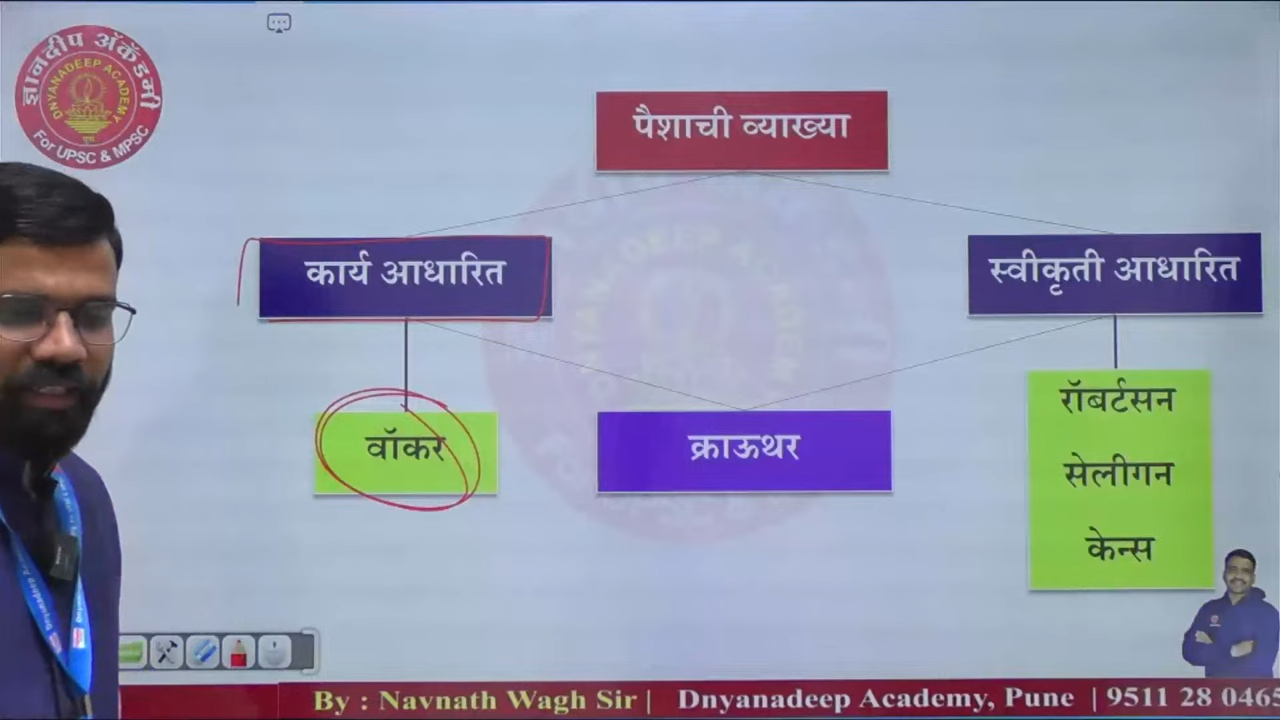 ज्ञानदीप अॅकॅडमी
DNYANADEEP ACADEMY
पुणे
For UPSC & MPSC
पैशाची व्याख्या
कार्य आधारित
स्वीकृती आधारित
वॉकर
क्राऊथर
रॉबर्टसन
सेलीगन
केन्स
By : Navnath Wagh Sir | Dnyanadeep Academy, Pune | 9511 28 0465